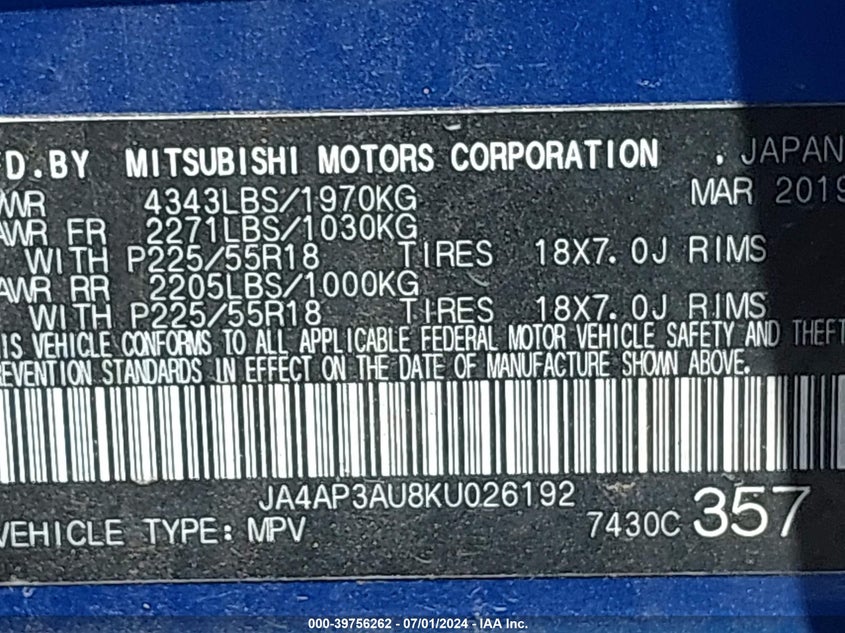 D.BY MITSUBISHI MOTORS CORPORATION . JAPAN
WR 4343LBS/1970KG MAR 2019
AWR FR 2271LBS/1030KG
WITH P225/55R18 TIRES 18X7.0J RIMS
AWR RR 2205LBS/1000KG
WITH P225/55R18 TIRES 18X7.0J RIMS
IS VEHICLE CONFORMS TO ALL APPLICABLE FEDERAL MOTOR VEHICLE SAFETY AND THEFT
EVENTION STANDARDS IN EFFECT ON THE DATE OF MANUFACTURE SHOWN ABOVE.
JA4AP3AU8KU026192
VEHICLE TYPE: MPV 7430C 357
000-39756262 - 07/01/2024 - IAA, Inc.